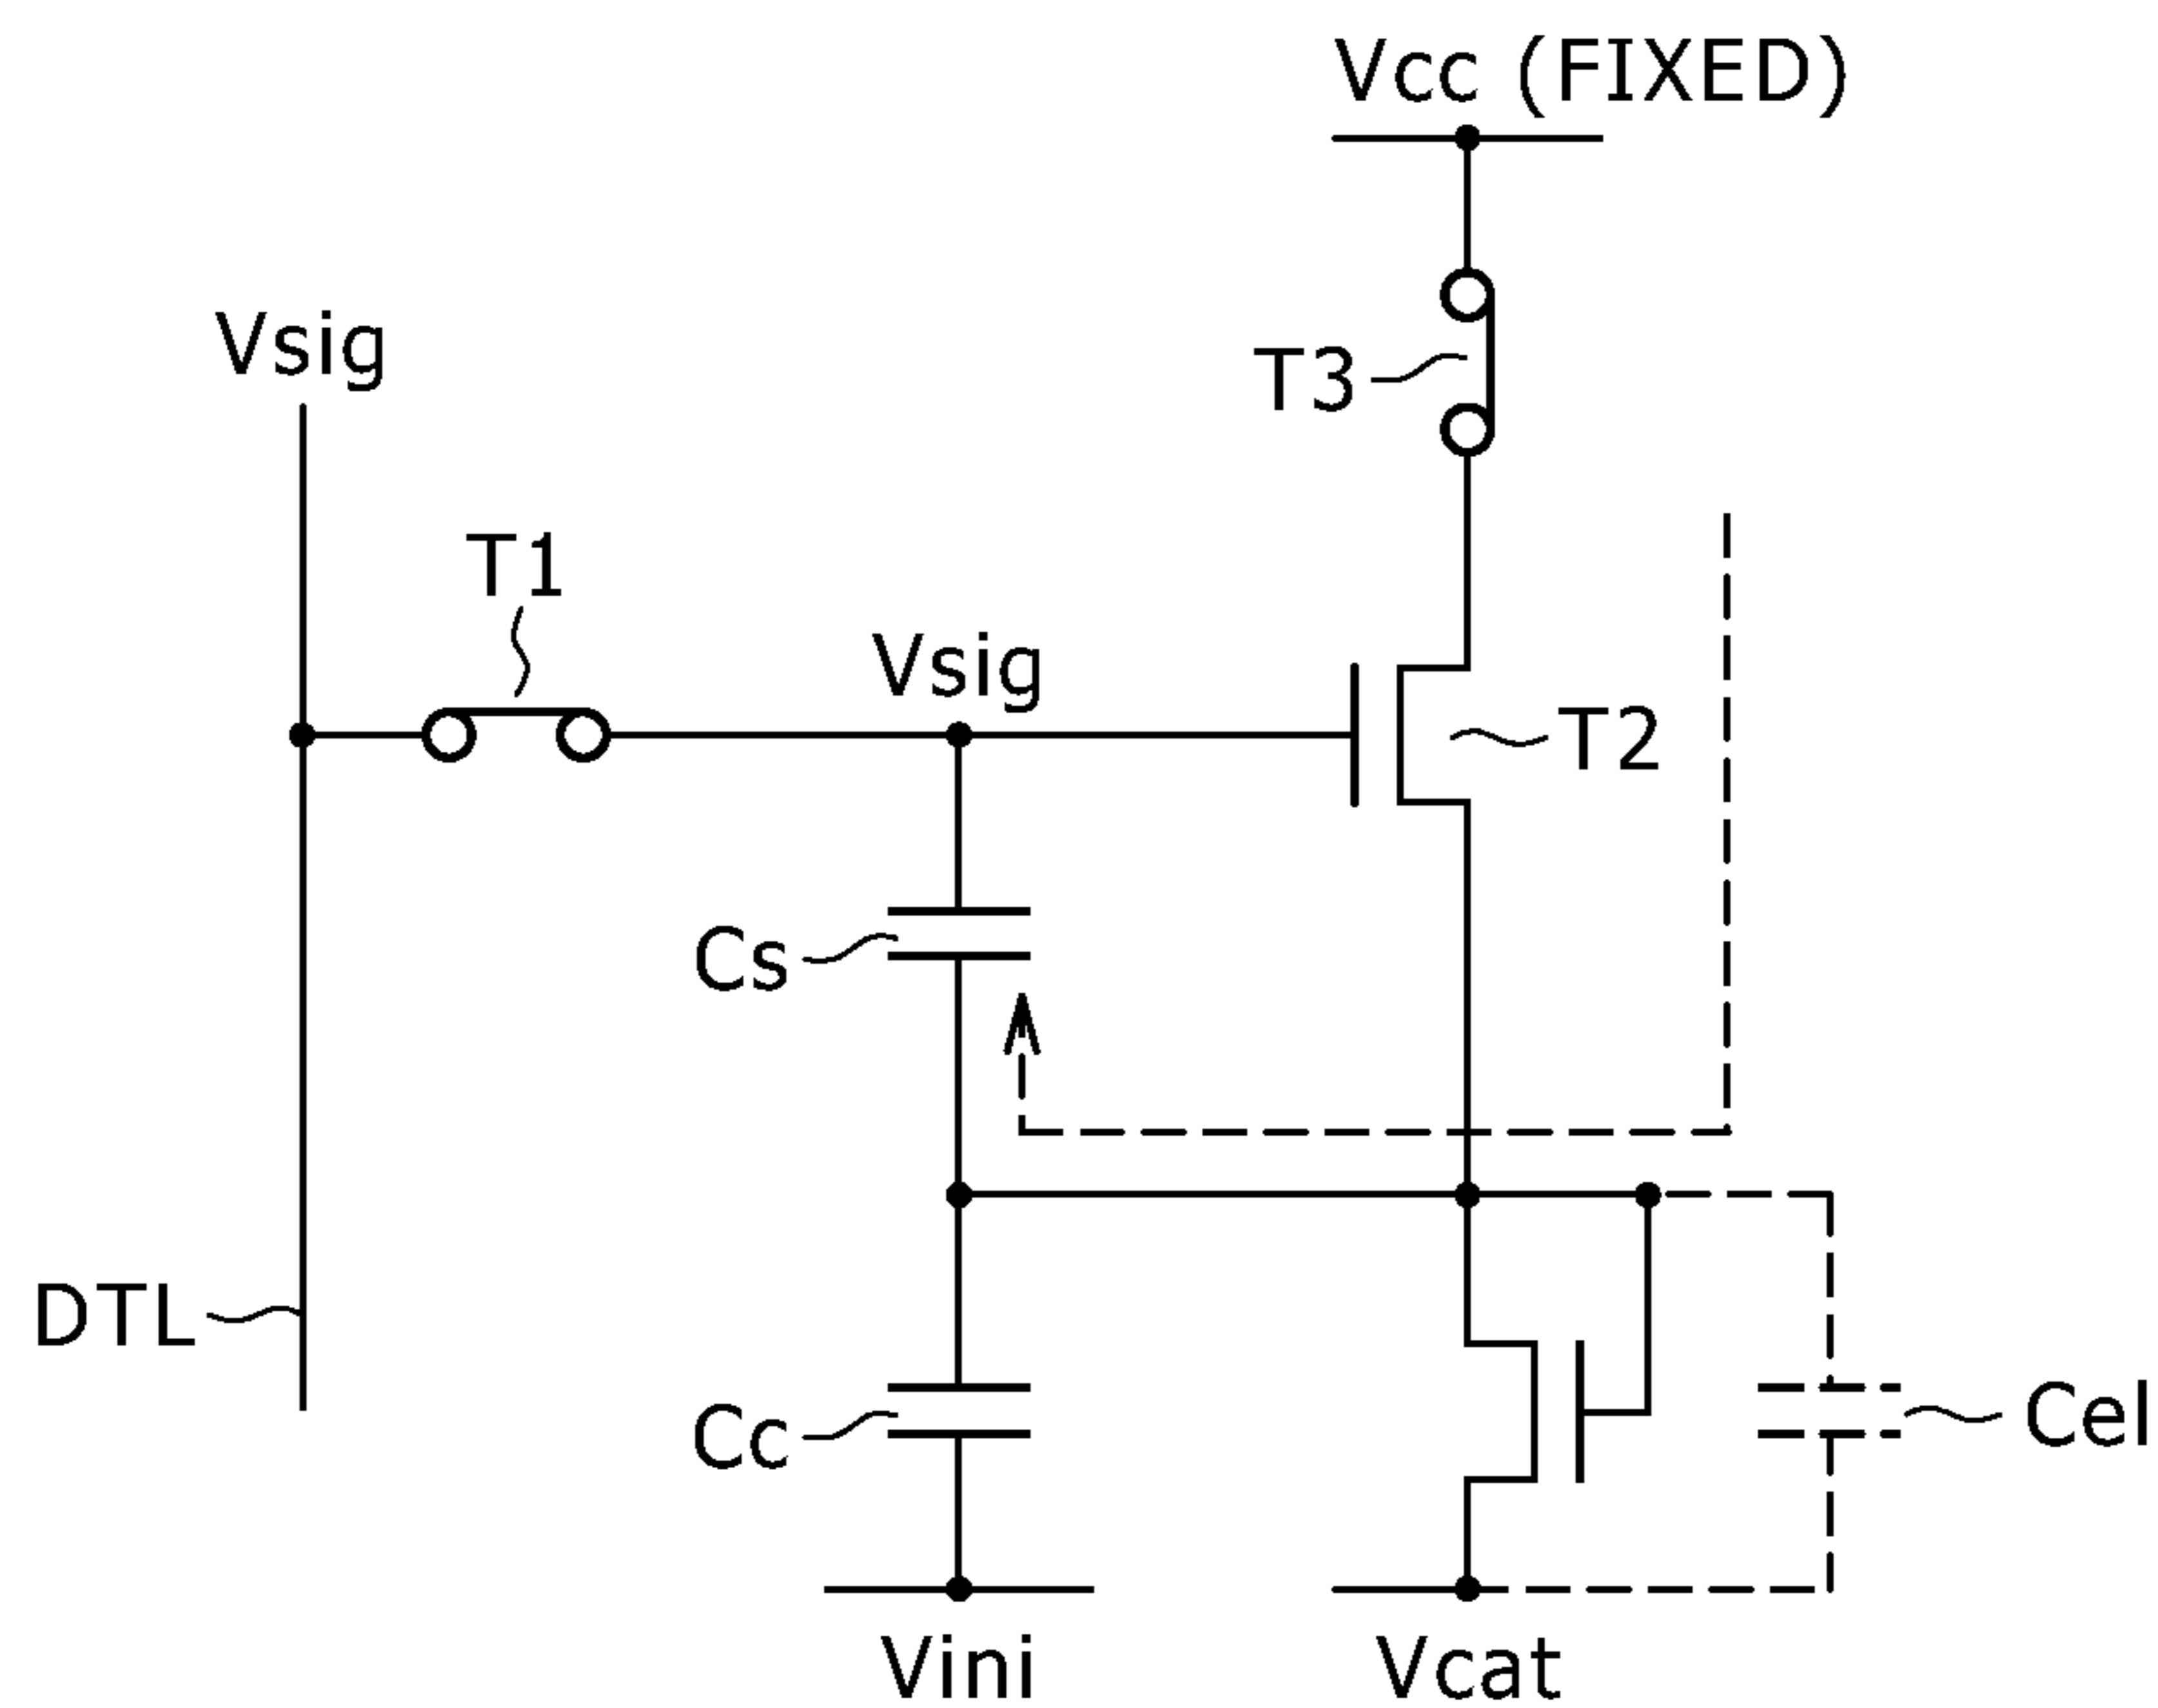 Vcc (FIXED)
Vsig
T3
T1
Vsig
T2
Cs
DTL
Cc
Cel
Vini
Vcat